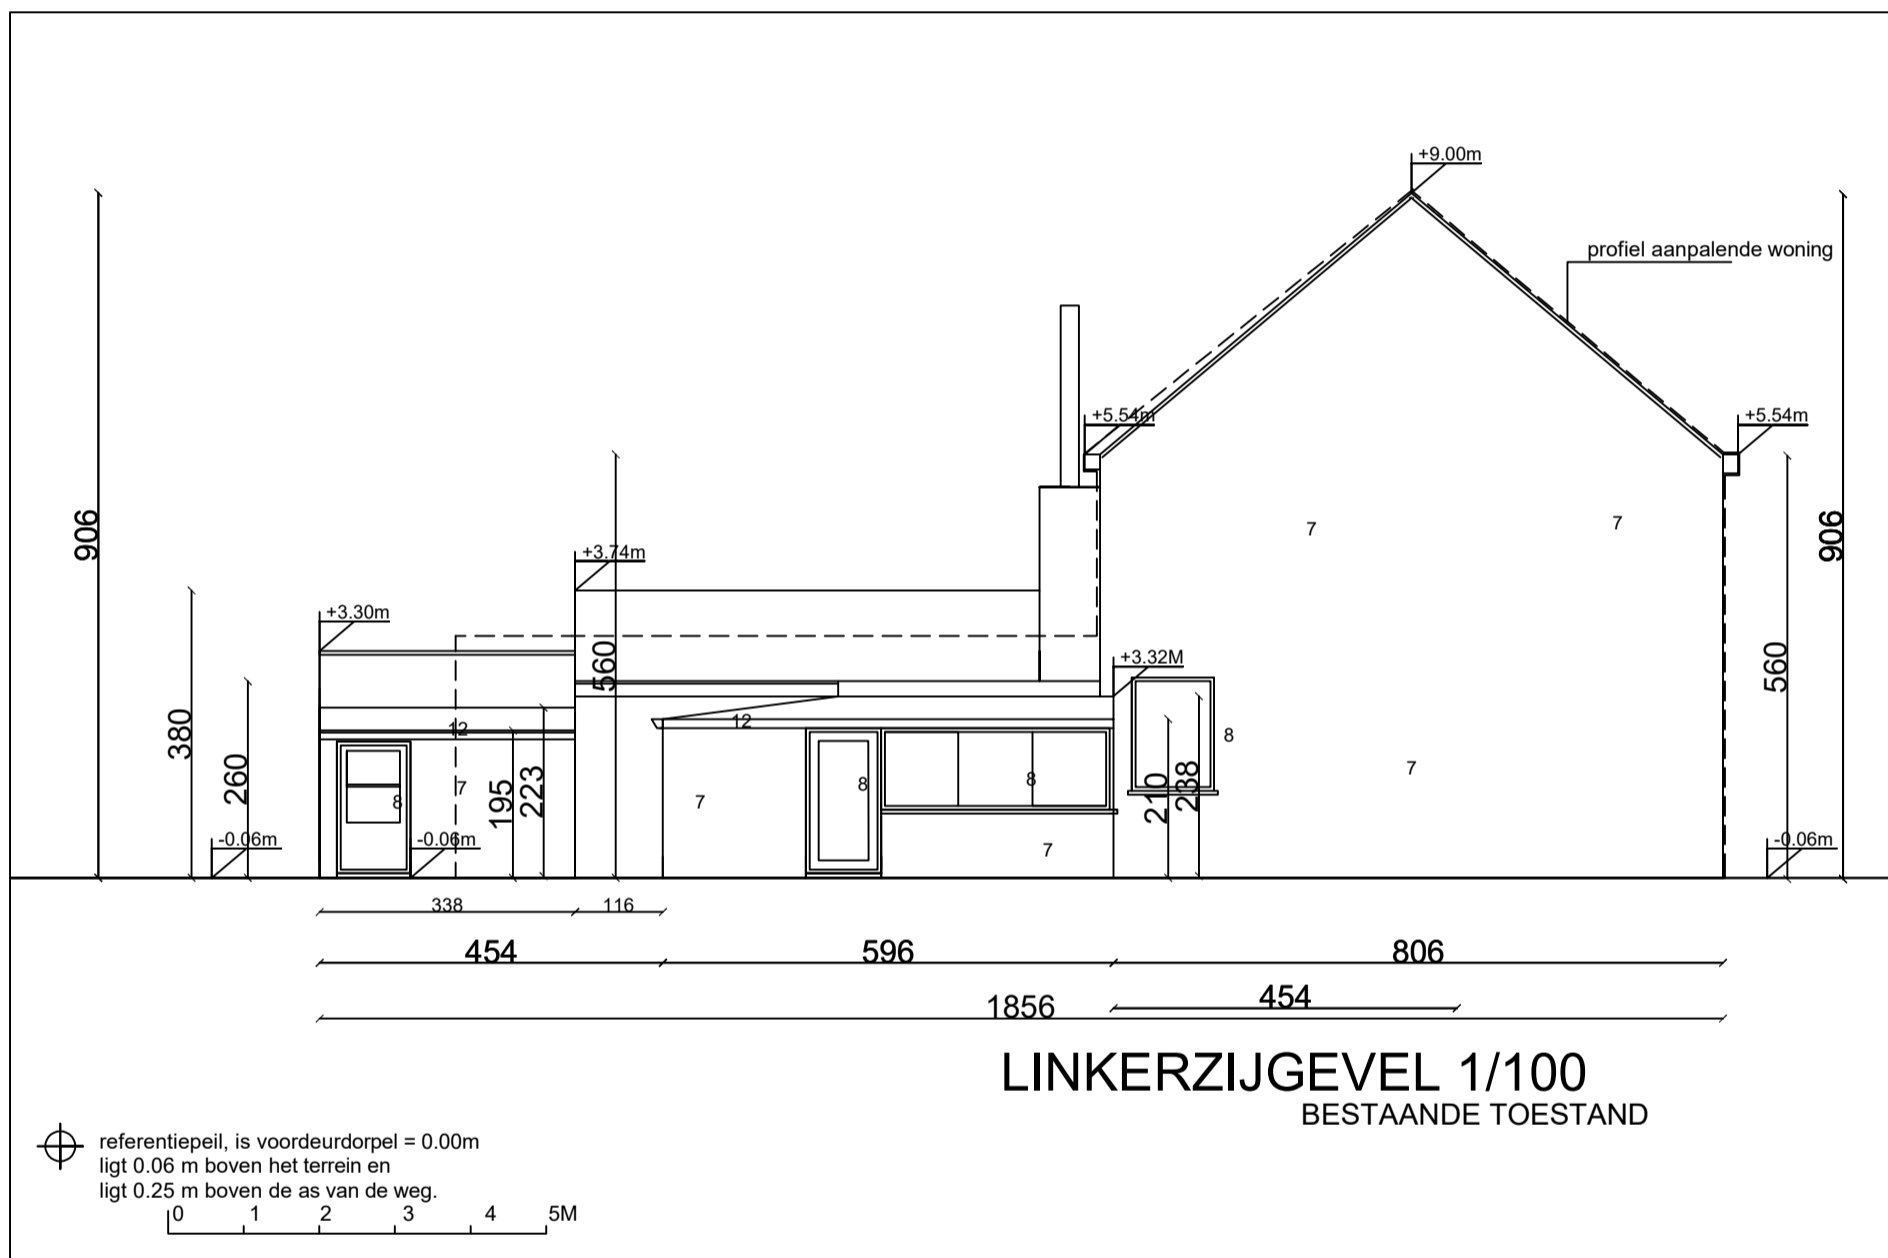 +9.00m
profiel aanpalende woning
+5.54m
+5.54m
906
7
7
906
+3.74m
+3.30m
560
+3.32M
560
380
12
12
8
260
7
8
7
195
223
7
8
8
210
238
-0.06m
-0.06m
7
-0.06m
338
116
454
596
806
454
1856
LINKERZIJGEVEL 1/100
BESTAANDE TOESTAND
referentiepeil, is voordeurdorpel = 0.00m
ligt 0.06 m boven het terrein en
ligt 0.25 m boven de as van de weg.
0 1 2 3 4 5M